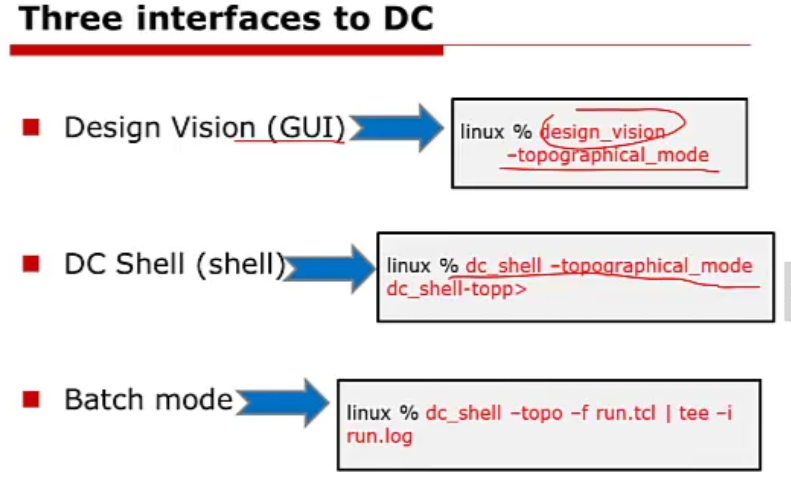 Three interfaces to DC
Design Vision (GUI)
linux % design_vision
–topographical_mode
DC Shell (shell)
linux % dc_shell –topographical_mode
dc_shell-topp>
Batch mode
linux % dc_shell –topo –f run.tcl | tee –i
run.log